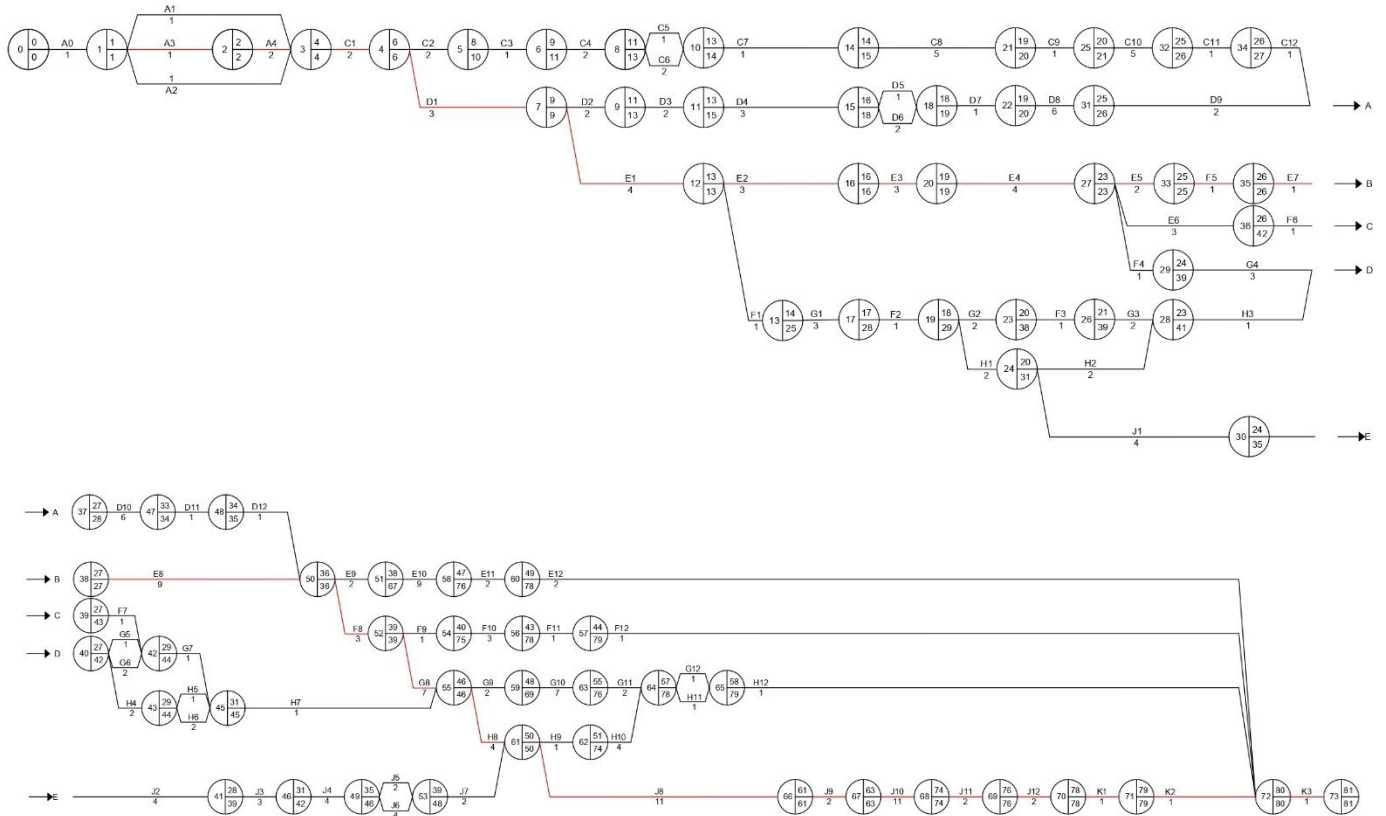 A1
1
0 0 0 A0 1 1 1 1 A3 1 2 2 2 A4 2 3 4 4 C1 2 4 6 6 C2 2 5 8 10 C3 1 6 9 11 C4 2 8 11 13 C5 1 C6 2 10 13 14 C7 1 14 14 15 C8 5 21 19 20 C9 1 25 20 21 C10 5 32 25 26 C11 1 34 26 27 C12 1
1
A2
D1 3 7 9 9 D2 2 9 11 13 D3 2 11 13 15 D4 3 15 16 18 D5 1 D6 2 18 18 19 D7 1 22 19 20 D8 6 31 25 26 D9 2 A
E1 4 12 13 13 E2 3 16 16 16 E3 3 20 19 19 E4 4 27 23 23 E5 2 33 25 25 F5 1 35 26 26 E7 1 B
E6 3 36 26 42 F6 1 C
F4 1 29 24 39 G4 3 D
F1 1 13 14 25 G1 3 17 17 28 F2 1 19 18 29 G2 2 23 20 38 F3 1 26 21 39 G3 2 28 23 41 H3 1
H1 2 24 20 31 H2 2
J1 4 30 24 35 E
A 37 27 28 D10 6 47 33 34 D11 1 48 34 35 D12 1
B 38 27 27 E8 9 50 36 36 E9 2 51 38 67 E10 9 58 47 76 E11 2 60 49 78 E12 2
C 39 27 43 F7 1
F8 3 52 39 39 F9 1 54 40 75 F10 3 56 43 78 F11 1 57 44 79 F12 1
D 40 27 42 G5 1 G6 2 42 29 44 G7 1
G8 7 55 46 46 G9 2 59 48 69 G10 7 63 55 76 G11 2 64 57 78 G12 1 H11 1 65 58 79 H12 1
H4 2 43 29 44 H5 1 H6 2 45 31 45 H7 1
H8 4 61 50 50 H9 1 62 51 74 H10 4
E J2 4 41 28 39 J3 3 46 31 42 J4 4 49 35 46 J5 2 J6 4 53 39 48 J7 2
J8 11 66 61 61 J9 2 67 63 63 J10 11 68 74 74 J11 2 69 76 76 J12 2 70 78 78 K1 1 71 79 79 K2 1 72 80 80 K3 1 73 81 81